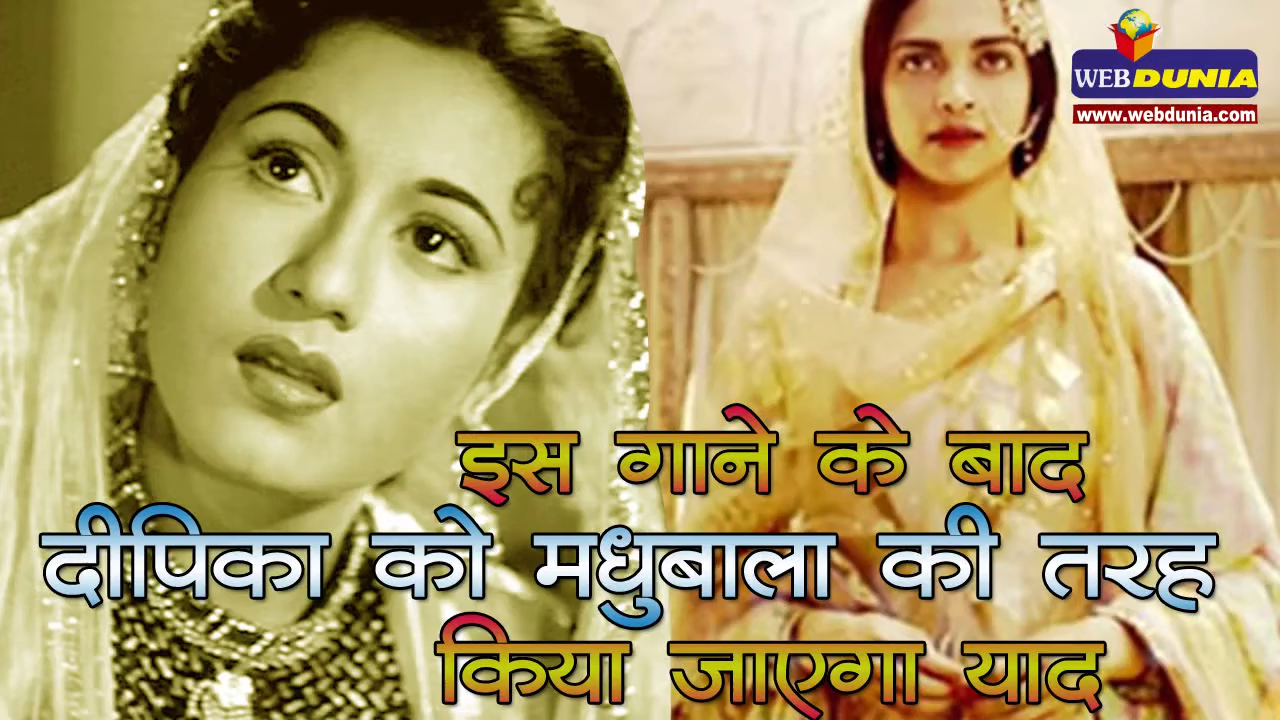 WEBDUNIA
www.webdunia.com
इस गाने के बाद
दीपिका को मधुबाला की तरह
किया जाएगा याद